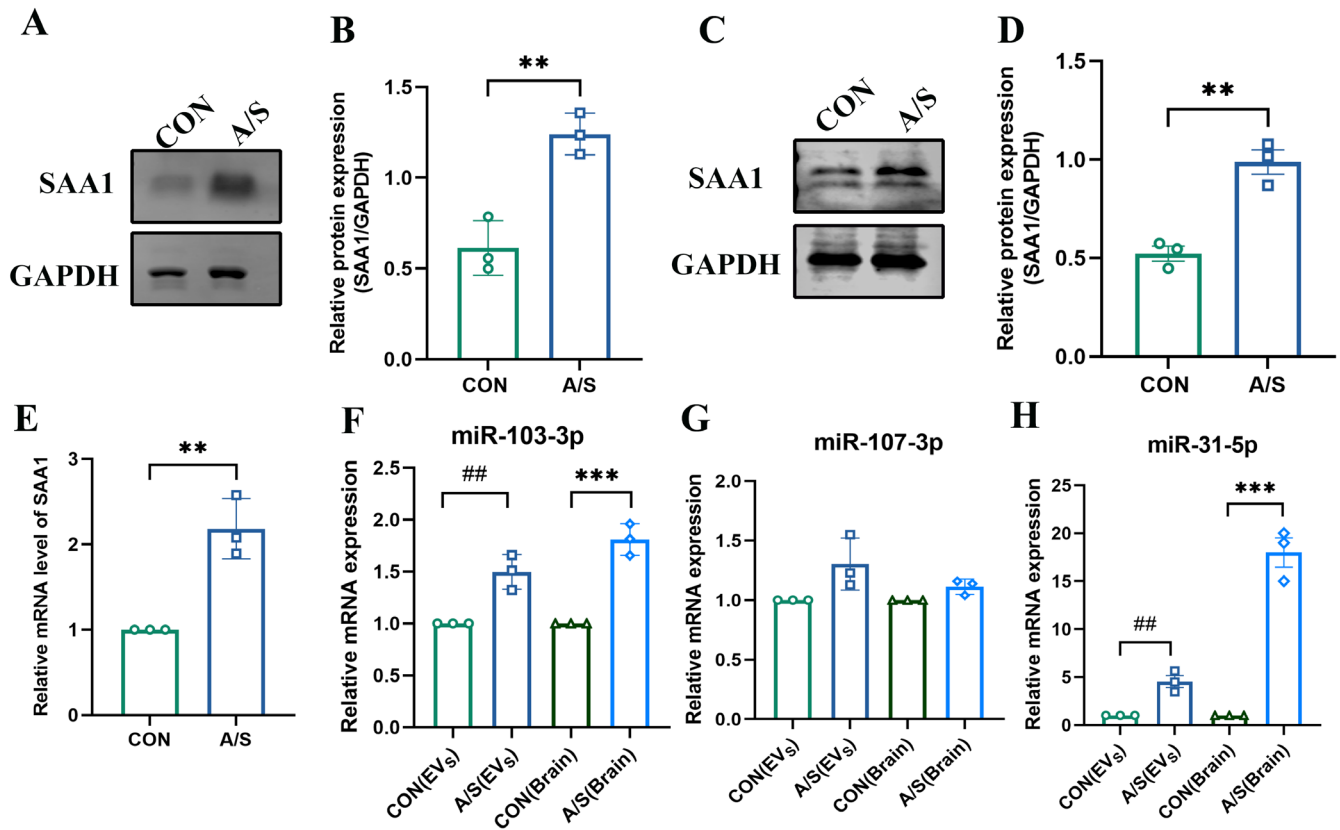 A
CON
A/S
SAA1
GAPDH
B
Relative protein expression
(SAA1/GAPDH)
1.5
1.0
0.5
0.0
**
CON
A/S
C
CON
A/S
SAA1
GAPDH
D
Relative protein expression
(SAA1/GAPDH)
1.5
1.0
0.5
0.0
**
CON
A/S
E
Relative mRNA level of SAA1
3
2
1
0
**
CON
A/S
F
miR-103-3p
Relative mRNA expression
2.5
2.0
1.5
1.0
0.5
0.0
##
***
CON(EVs)
A/S(EVs)
CON(Brain)
A/S(Brain)
G
miR-107-3p
Relative mRNA expression
2.0
1.5
1.0
0.5
0.0
CON(EVs)
A/S(EVs)
CON(Brain)
A/S(Brain)
H
miR-31-5p
Relative mRNA expression
25
20
15
10
5
0
##
***
CON(EVs)
A/S(EVs)
CON(Brain)
A/S(Brain)